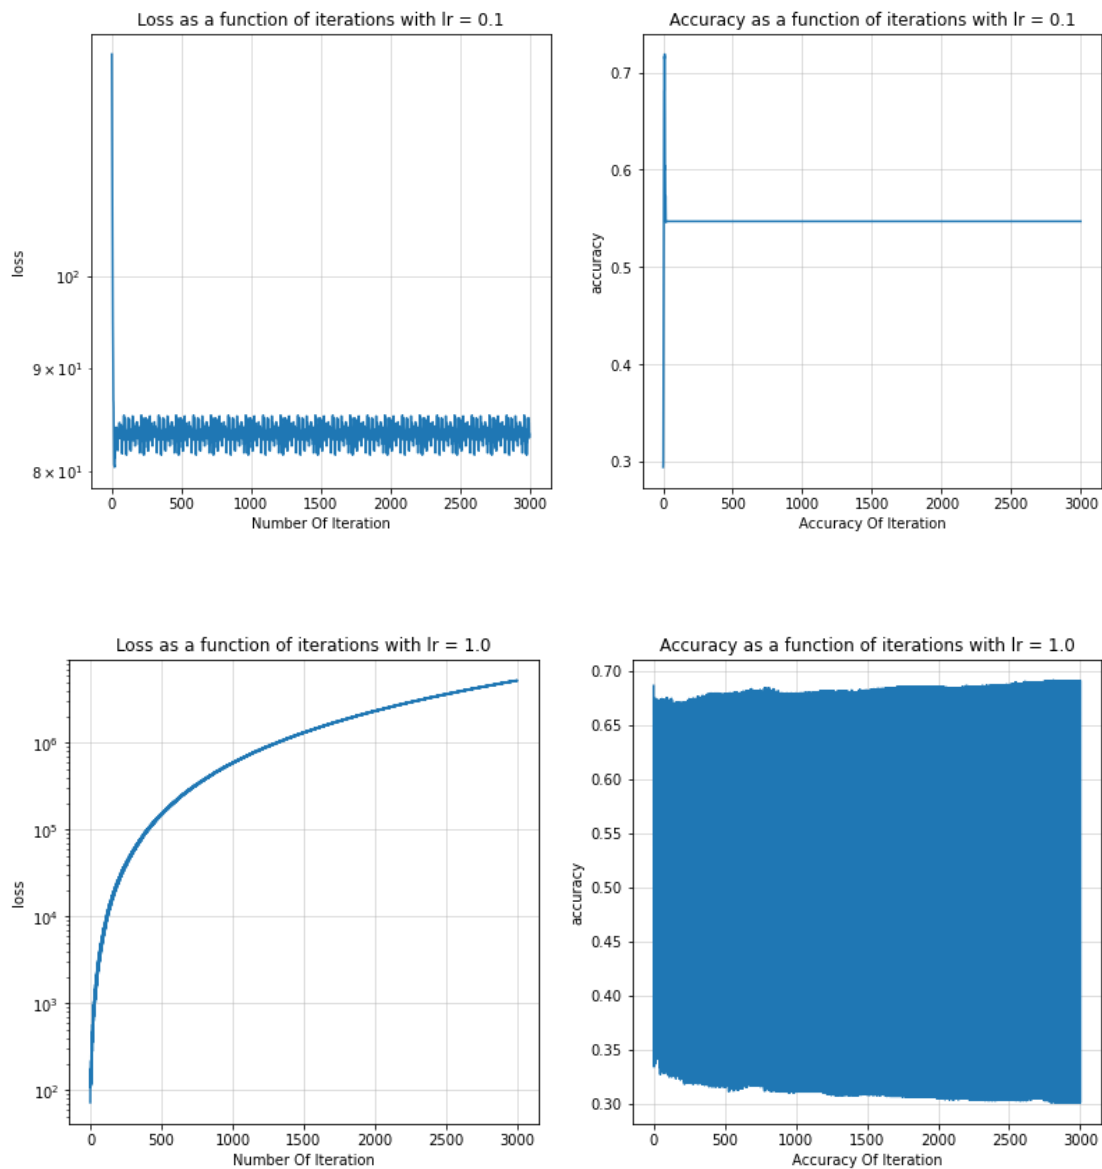 Loss as a function of iterations with lr = 0.1
loss
10²
9 × 10¹
8 × 10¹
0 500 1000 1500 2000 2500 3000
Number Of Iteration
Accuracy as a function of iterations with lr = 0.1
accuracy
0.7
0.6
0.5
0.4
0.3
0 500 1000 1500 2000 2500 3000
Accuracy Of Iteration
Loss as a function of iterations with lr = 1.0
loss
10⁶
10⁵
10⁴
10³
10²
0 500 1000 1500 2000 2500 3000
Number Of Iteration
Accuracy as a function of iterations with lr = 1.0
accuracy
0.70
0.65
0.60
0.55
0.50
0.45
0.40
0.35
0.30
0 500 1000 1500 2000 2500 3000
Accuracy Of Iteration